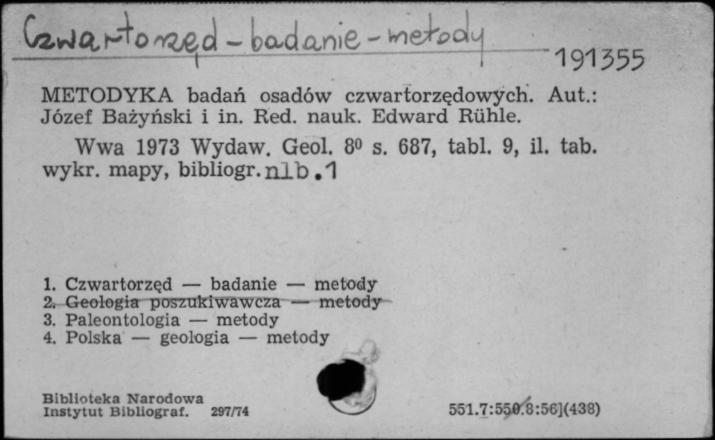 Czwartorzęd - badanie - metody
191355
METODYKA badań osadów czwartorzędowych. Aut.:
Józef Bażyński i in. Red. nauk. Edward Rühle.
Wwa 1973 Wydaw. Geol. 8⁰ s. 687, tabl. 9, il. tab.
wykr. mapy, bibliogr. nlb. 1
1. Czwartorzęd — badanie — metody
2. Geologia poszukiwawcza — metody
3. Paleontologia — metody
4. Polska — geologia — metody
Biblioteka Narodowa
Instytut Bibliograf. 297/74
551.7:550.8:56](438)